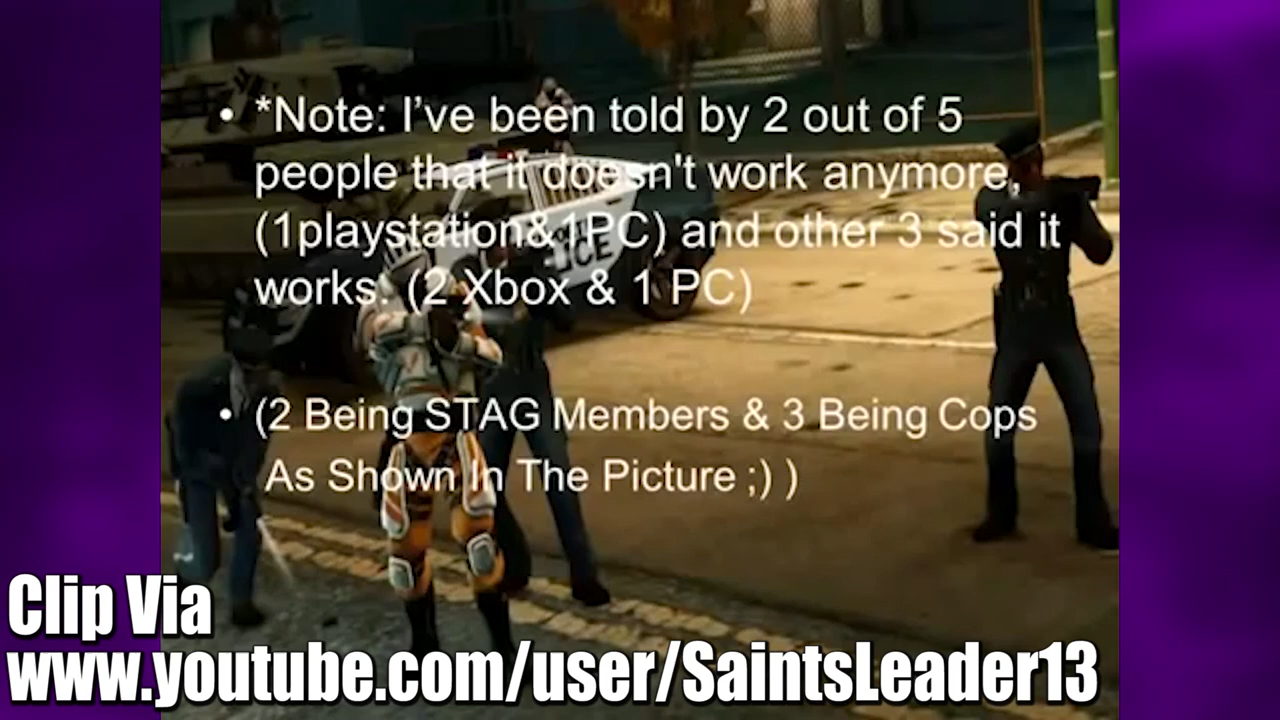 • *Note: I've been told by 2 out of 5
people that it doesn't work anymore,
(1playstation&1PC) and other 3 said it
works. (2 Xbox & 1 PC)
• (2 Being STAG Members & 3 Being Cops
As Shown In The Picture ;) )
Clip Via
www.youtube.com/user/SaintsLeader13